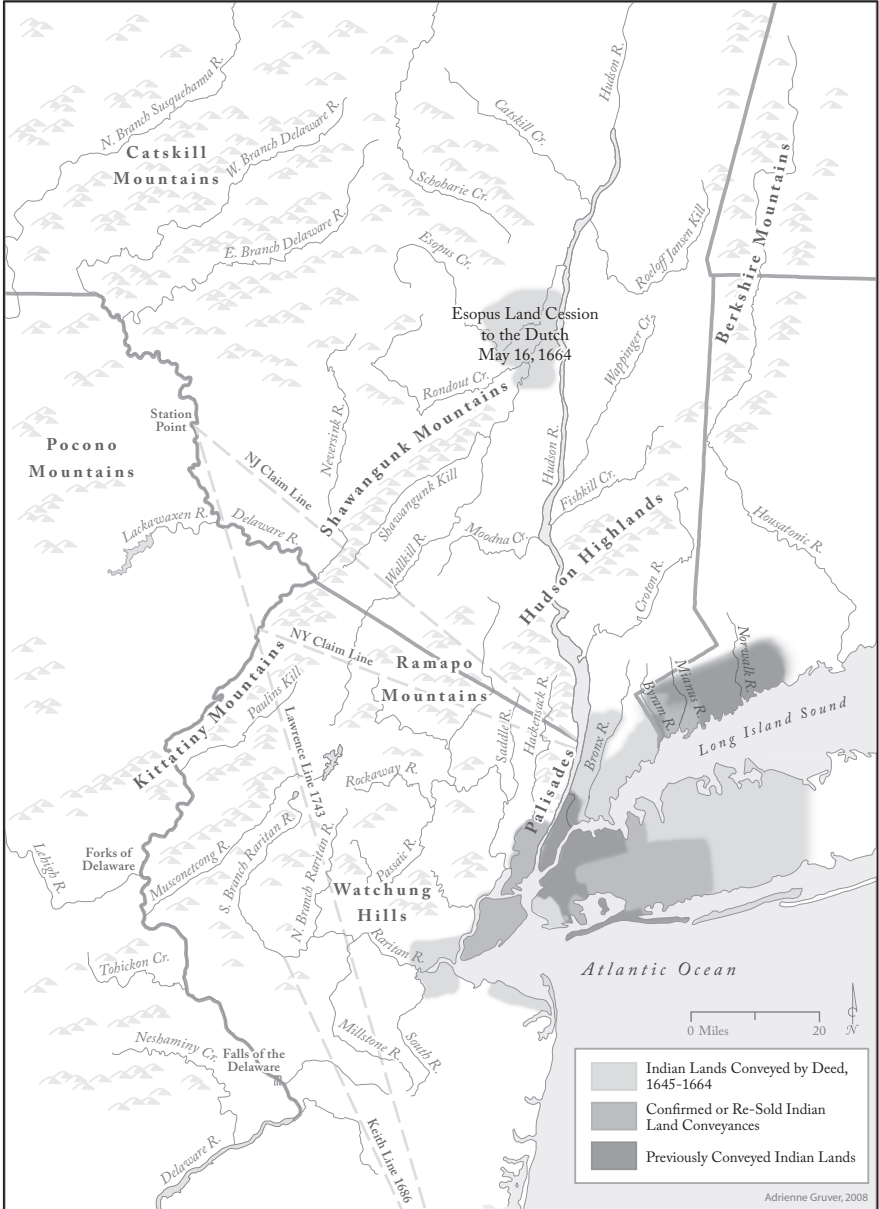 Hudson R.
N. Branch Susquehanna R.
Catskill Cr.
Catskill
Mountains
W. Branch Delaware R.
Schoharie Cr.
Berkshire Mountains
E. Branch Delaware R.
Esopus Cr.
Roeloff Jansen Kill
Esopus Land Cession
to the Dutch
May 16, 1664
Wappinger Cr.
Rondout Cr.
Station
Point
Neversink R.
Pocono
Mountains
NJ Claim Line
Shawangunk Mountains
Hudson R.
Shawangunk Kill
Fishkill Cr.
Lackawaxen R.
Delaware R.
Wallkill R.
Moodna Cr.
Hudson Highlands
Housatonic R.
Croton R.
NY Claim Line
Ramapo
Mountains
Norwalk R.
Mianus R.
Byram R.
Kittatiny Mountains
Paulins Kill
Lawrence Line 1743
Saddle R.
Hackensack R.
Bronx R.
Long Island Sound
Palisades
Rockaway R.
Forks of
Delaware
Lehigh R.
Musconetcong R.
S. Branch Raritan R.
N. Branch Raritan R.
Passaic R.
Watchung
Hills
Raritan R.
Tohickon Cr.
Atlantic Ocean
0 Miles 20
N
Neshaminy Cr.
Falls of the
Delaware
Millstone R.
South R.
Indian Lands Conveyed by Deed,
1645-1664
Confirmed or Re-Sold Indian
Land Conveyances
Previously Conveyed Indian Lands
Delaware R.
Keith Line 1686
Adrienne Gruver, 2008